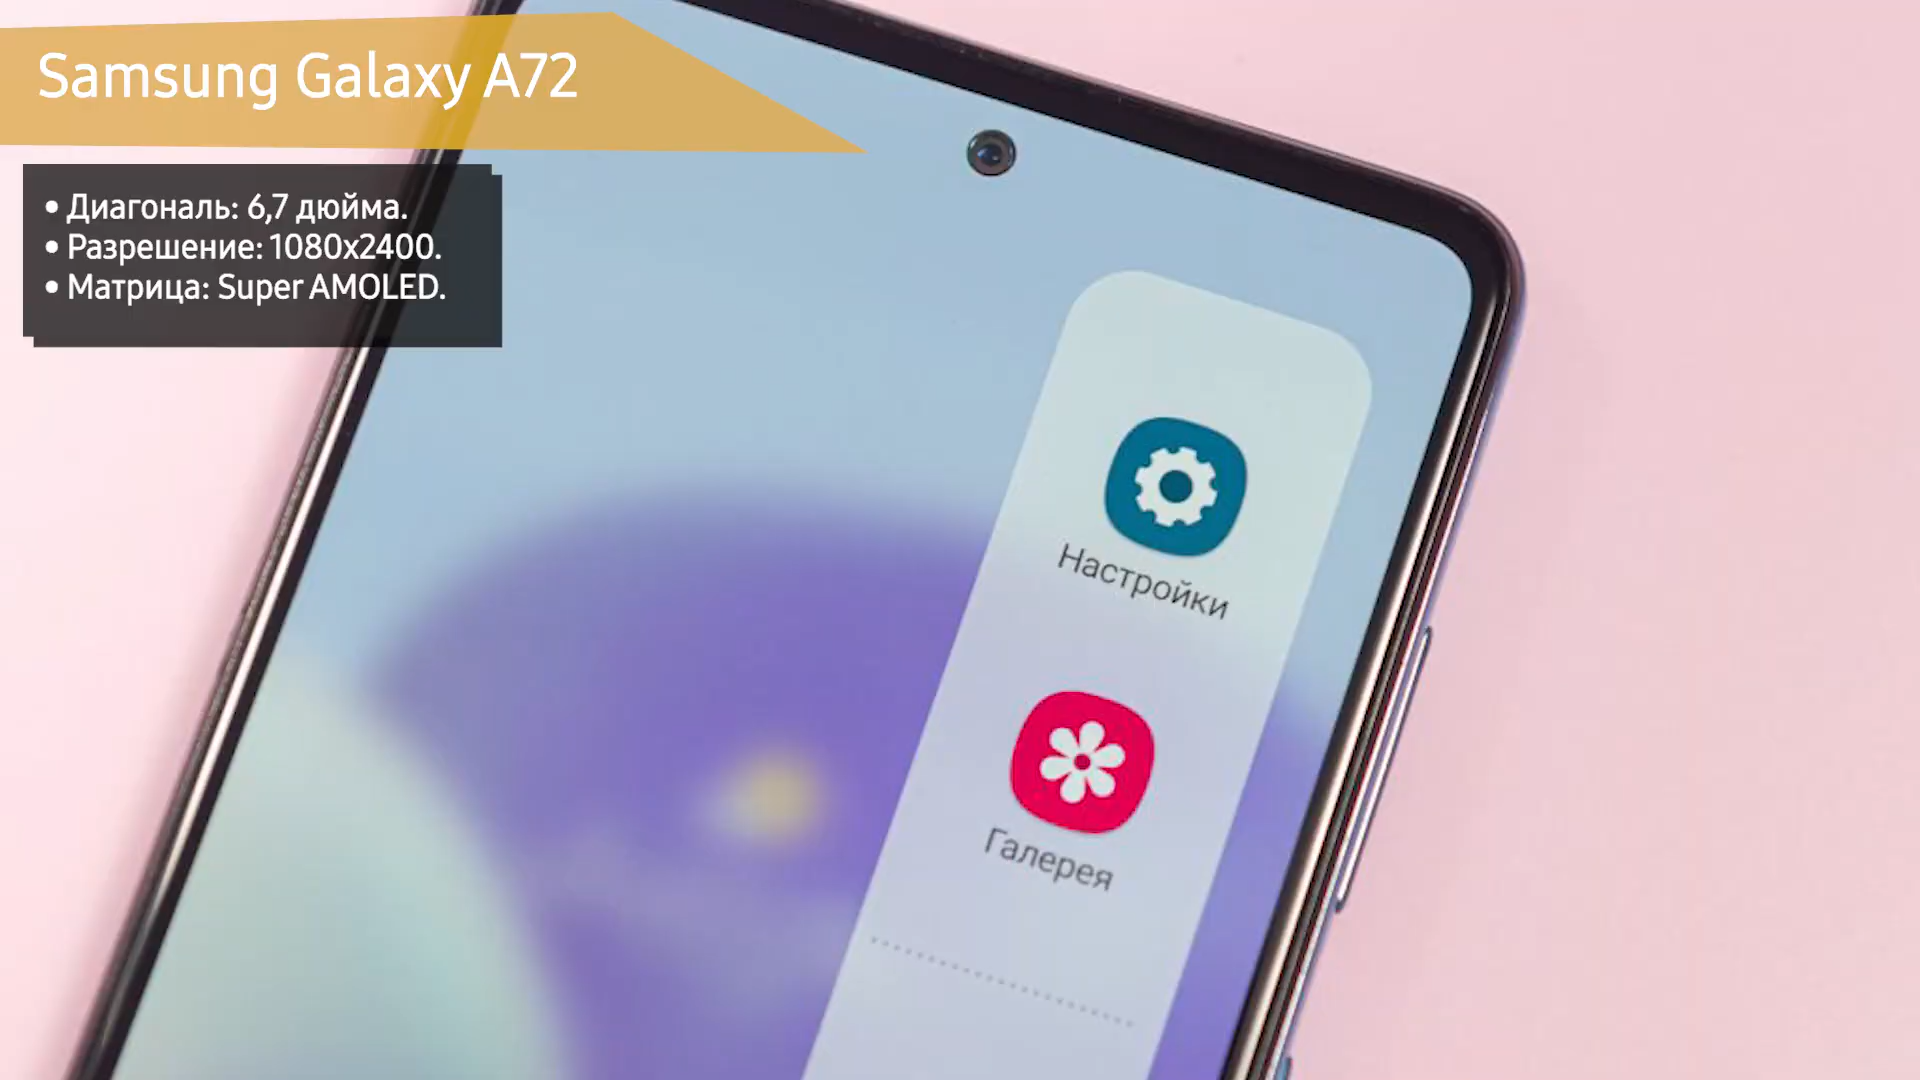 Samsung Galaxy A72
• Диагональ: 6,7 дюйма.
• Разрешение: 1080x2400.
• Матрица: Super AMOLED.
Настройки
Галерея